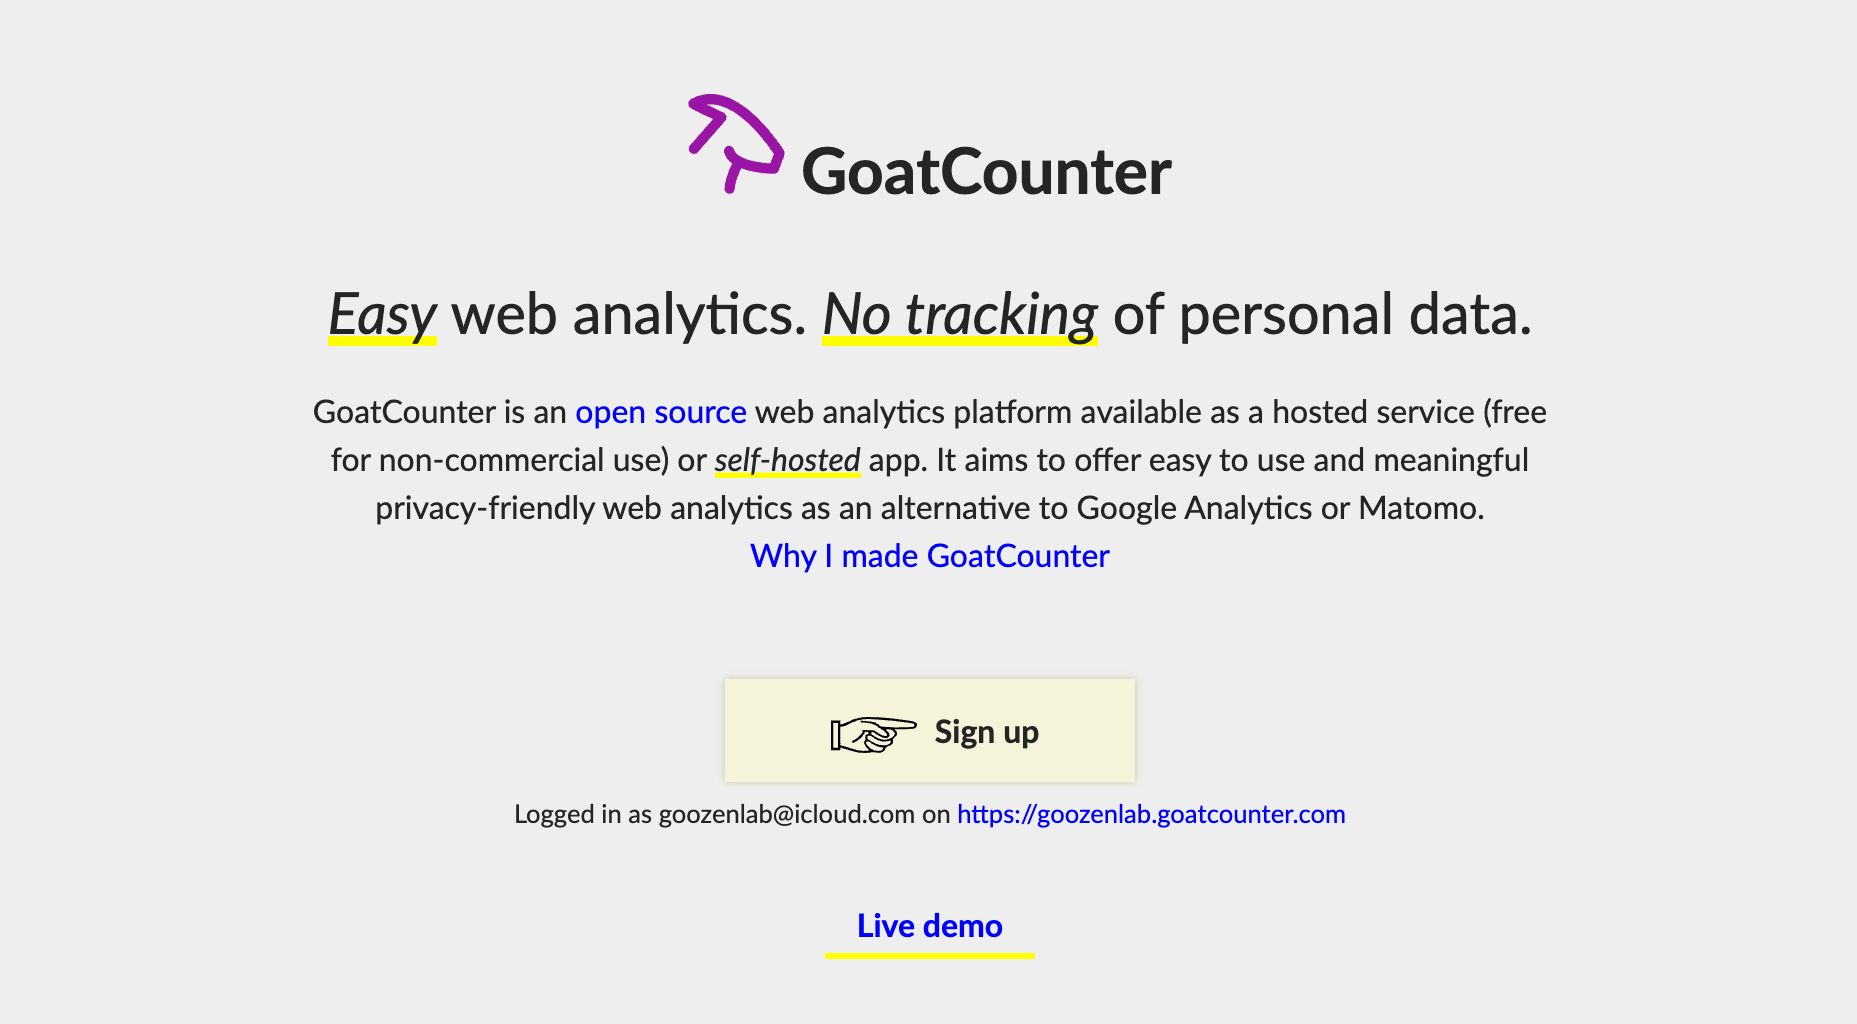 GoatCounter
Easy web analytics. No tracking of personal data.
GoatCounter is an open source web analytics platform available as a hosted service (free
for non-commercial use) or self-hosted app. It aims to offer easy to use and meaningful
privacy-friendly web analytics as an alternative to Google Analytics or Matomo.
Why I made GoatCounter
Sign up
Logged in as goozenlab@icloud.com on https://goozenlab.goatcounter.com
Live demo